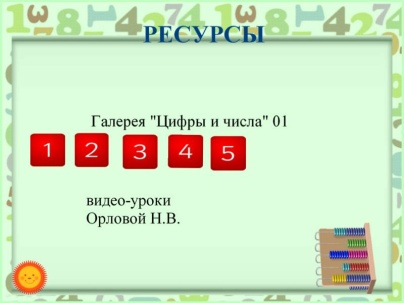 РЕСУРСЫ
Галерея "Цифры и числа" 01
1 2 3 4 5
видео-уроки
Орловой Н.В.